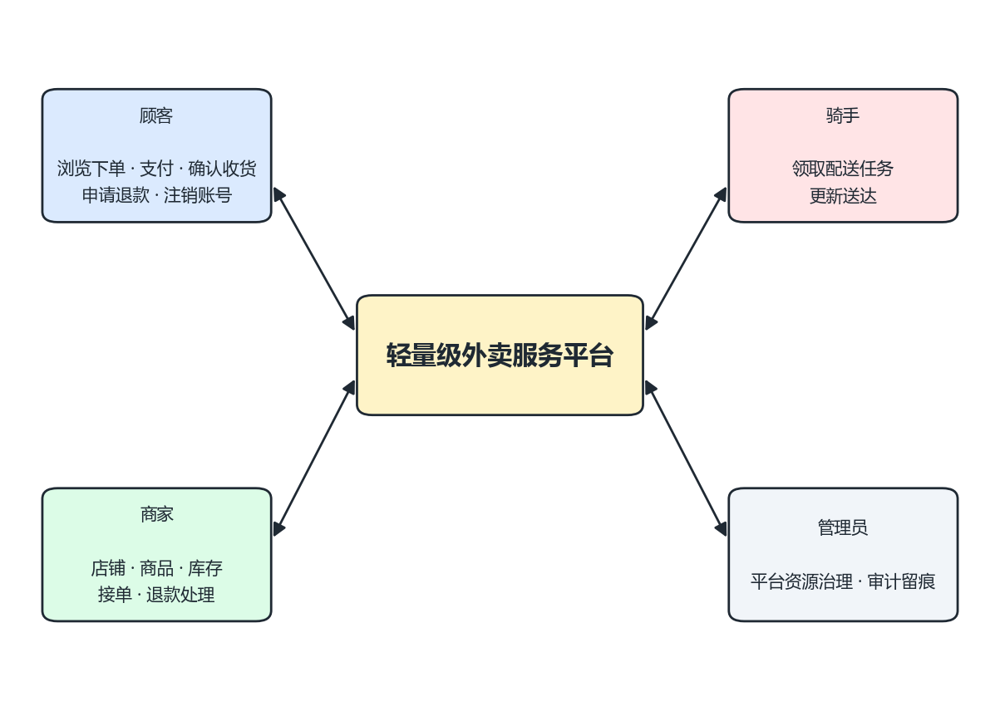 顾客
浏览下单 · 支付 · 确认收货
申请退款 · 注销账号
骑手
领取配送任务
更新送达
轻量级外卖服务平台
商家
店铺 · 商品 · 库存
接单 · 退款处理
管理员
平台资源治理 · 审计留痕